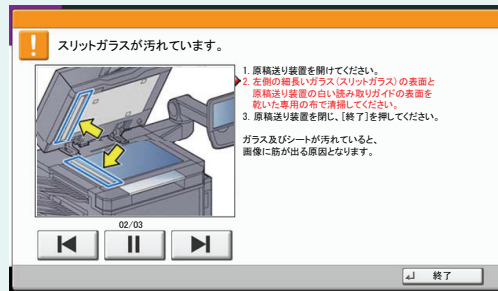 スリットガラスが汚れています。
1. 原稿送り装置を開けてください。
2. 左側の細長いガラス(スリットガラス)の表面と
原稿送り装置の白い読み取りガイドの表面を
乾いた専用の布で清掃してください。
3. 原稿送り装置を閉じ、[終了]を押してください。
ガラス及びシートが汚れていると、
画像に筋が出る原因となります。
02/03
終了